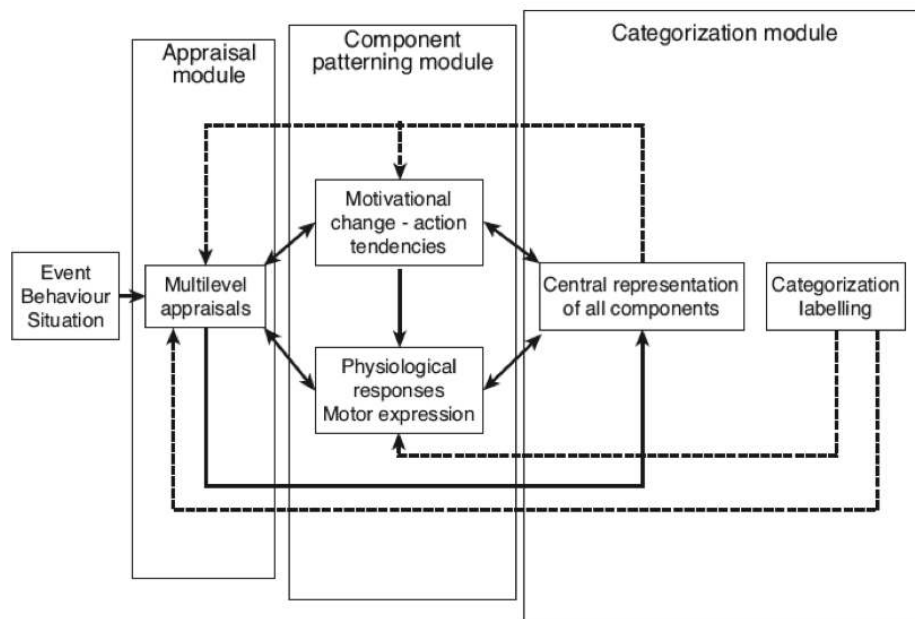 Appraisal
module
Component
patterning module
Categorization module
Event
Behaviour
Situation
Multilevel
appraisals
Motivational
change - action
tendencies
Physiological
responses
Motor expression
Central representation
of all components
Categorization
labelling